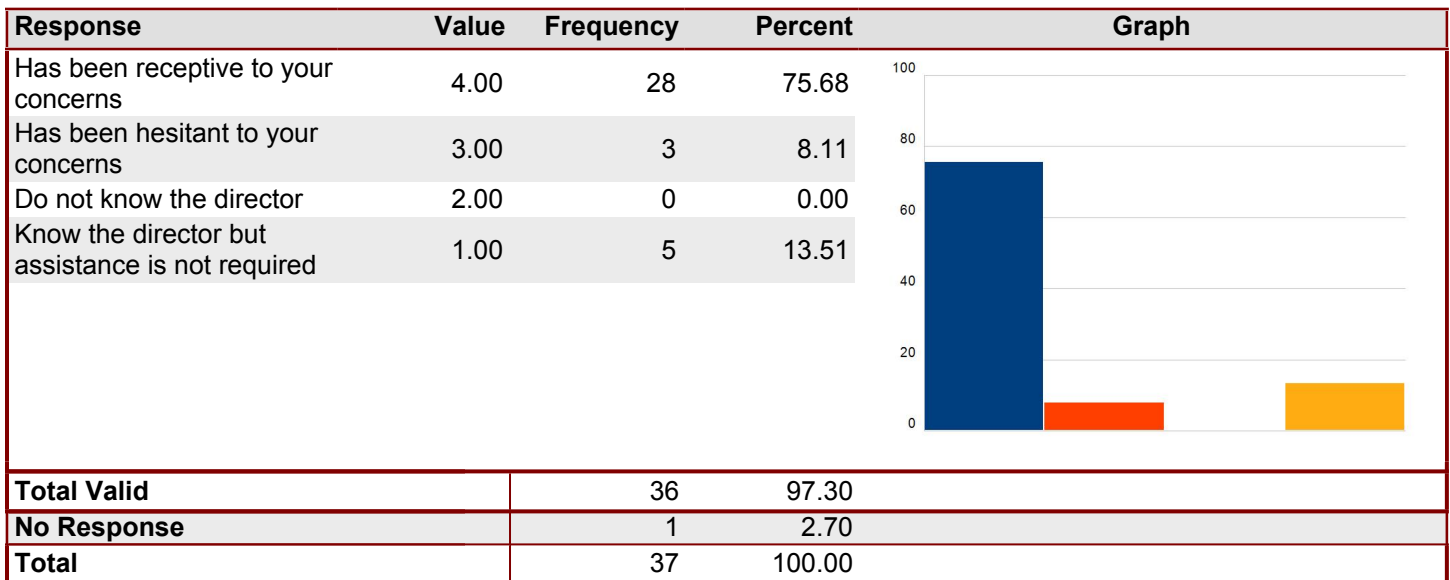 Response Value Frequency Percent Graph
Has been receptive to your
concerns 4.00 28 75.68
Has been hesitant to your
concerns 3.00 3 8.11
Do not know the director 2.00 0 0.00
Know the director but
assistance is not required 1.00 5 13.51
100
80
60
40
20
0
Total Valid 36 97.30
No Response 1 2.70
Total 37 100.00